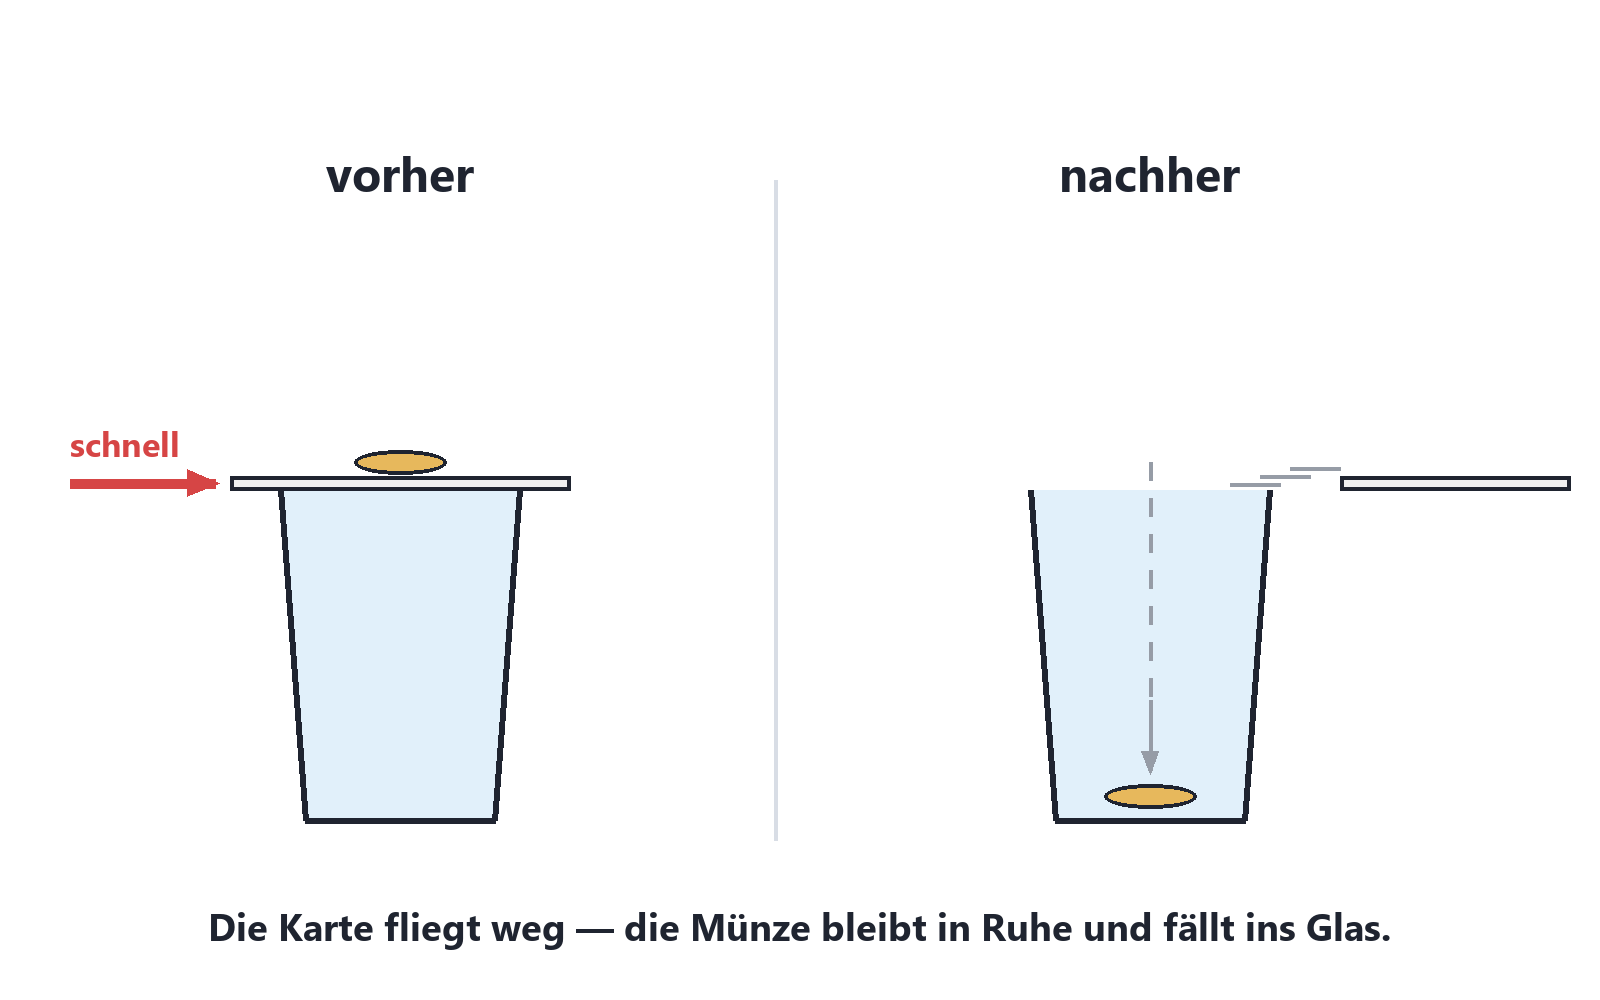 vorher
nachher
schnell
Die Karte fliegt weg — die Münze bleibt in Ruhe und fällt ins Glas.